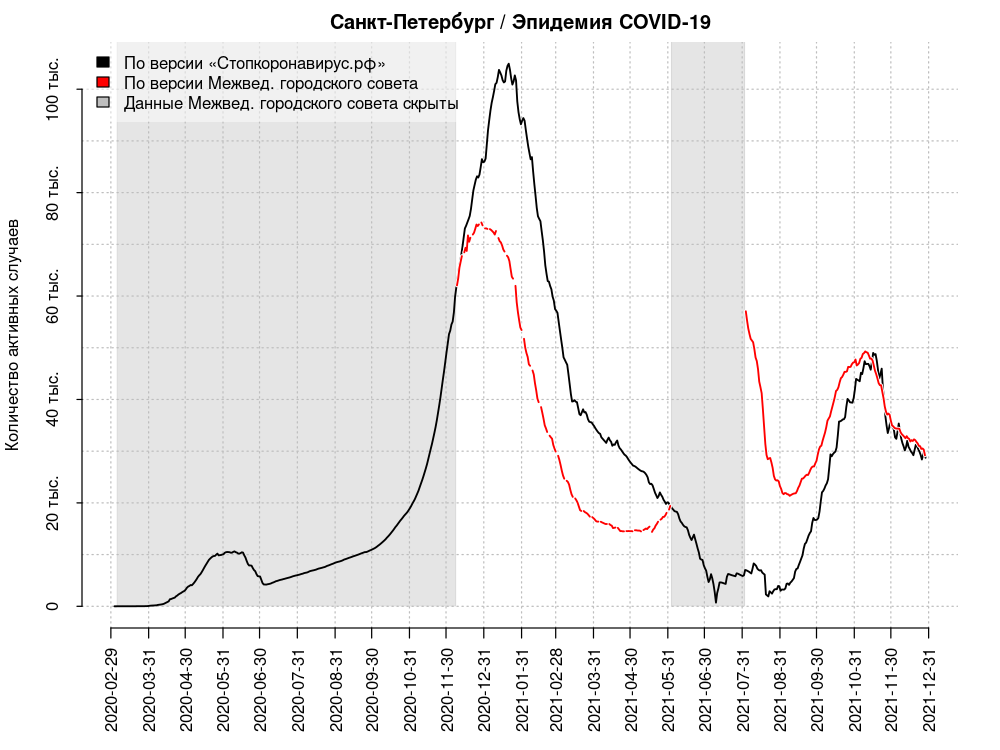 Санкт-Петербург / Эпидемия COVID-19
По версии «Стопкоронавирус.рф»
По версии Межвед. городского совета
Данные Межвед. городского совета скрыты
Количество активных случаев
100 тыс.
80 тыс.
60 тыс.
40 тыс.
20 тыс.
0
2020-02-29
2020-03-31
2020-04-30
2020-05-31
2020-06-30
2020-07-31
2020-08-31
2020-09-30
2020-10-31
2020-11-30
2020-12-31
2021-01-31
2021-02-28
2021-03-31
2021-04-30
2021-05-31
2021-06-30
2021-07-31
2021-08-31
2021-09-30
2021-10-31
2021-11-30
2021-12-31